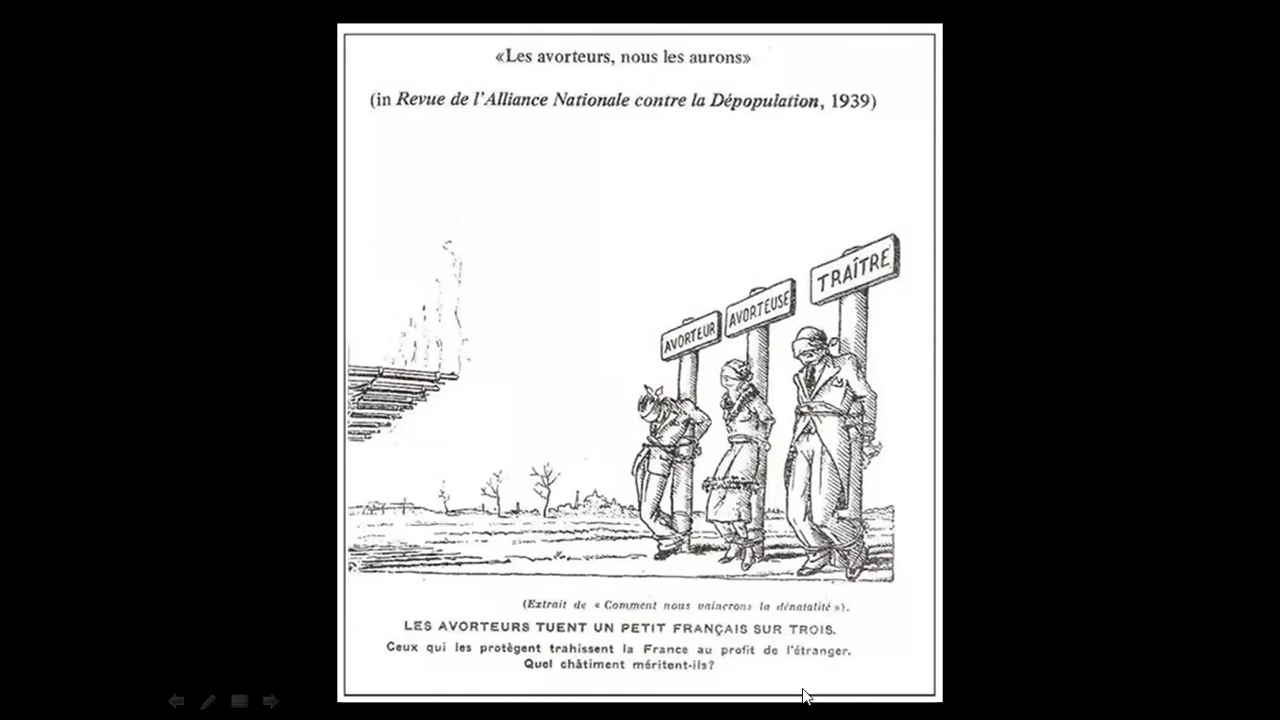 «Les avorteurs, nous les aurons»
(in Revue de l'Alliance Nationale contre la Dépopulation, 1939)
AVORTEUR
AVORTEUSE
TRAÎTRE
(Extrait de « Comment nous vaincrons la dénatalité »).
LES AVORTEURS TUENT UN PETIT FRANÇAIS SUR TROIS.
Ceux qui les protègent trahissent la France au profit de l'étranger.
Quel châtiment méritent-ils?